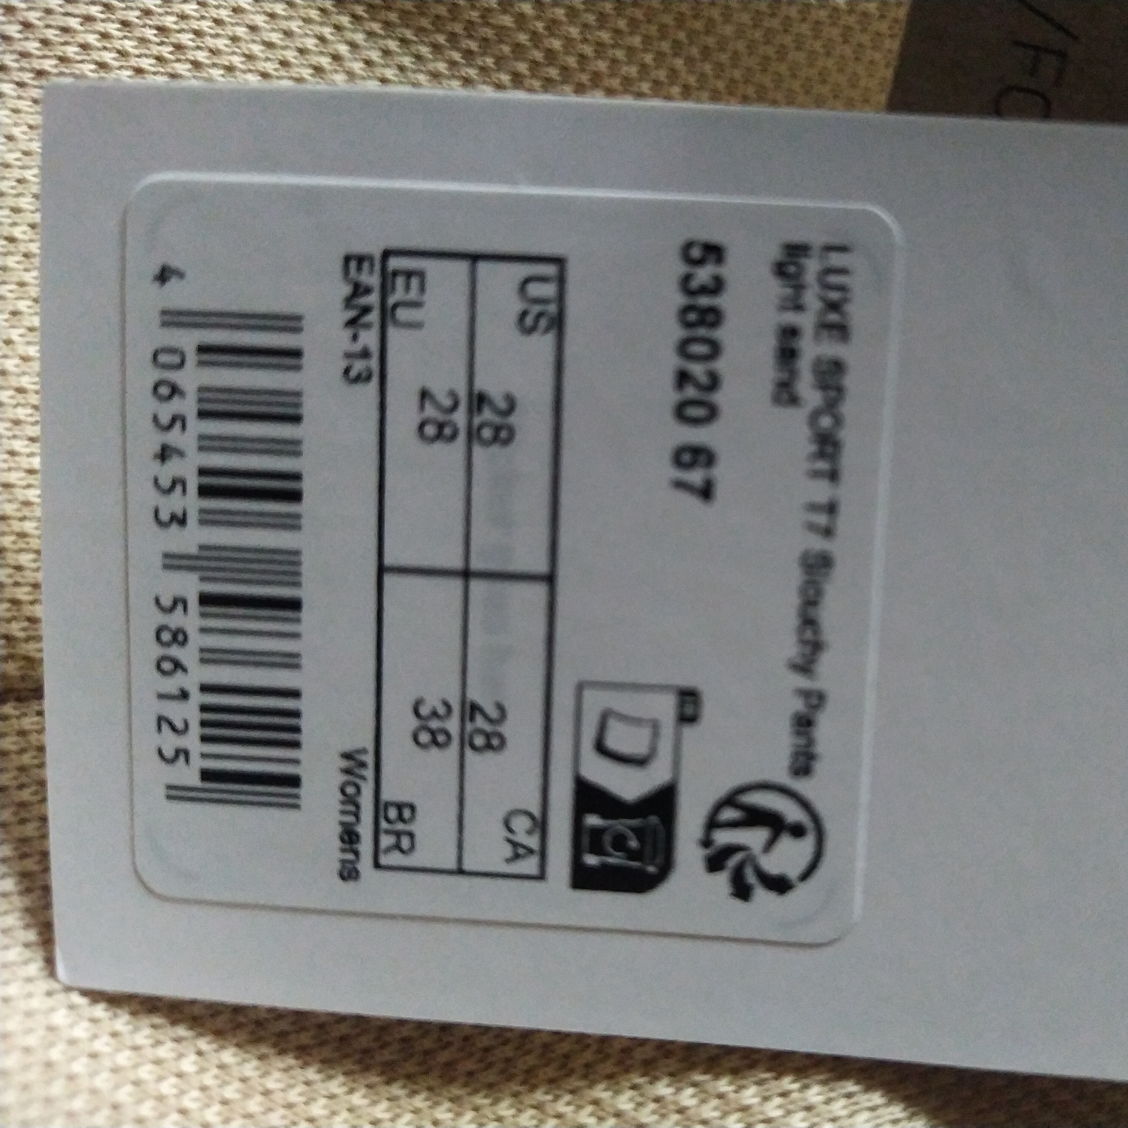 LUXE SPORT T7 Slouchy Pants
light sand
538020 67
US 28 28 CA
EU 28 38 BR
EAN-13 Womens
4 065453 586125
/FO